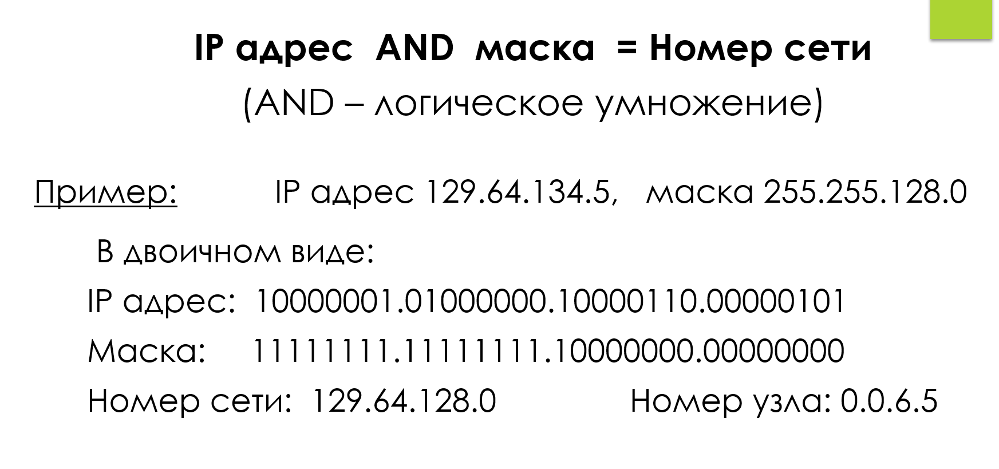 IP адрес AND маска = Номер сети
(AND – логическое умножение)
Пример: IP адрес 129.64.134.5, маска 255.255.128.0
В двоичном виде:
IP адрес: 10000001.01000000.10000110.00000101
Маска: 11111111.11111111.10000000.00000000
Номер сети: 129.64.128.0 Номер узла: 0.0.6.5